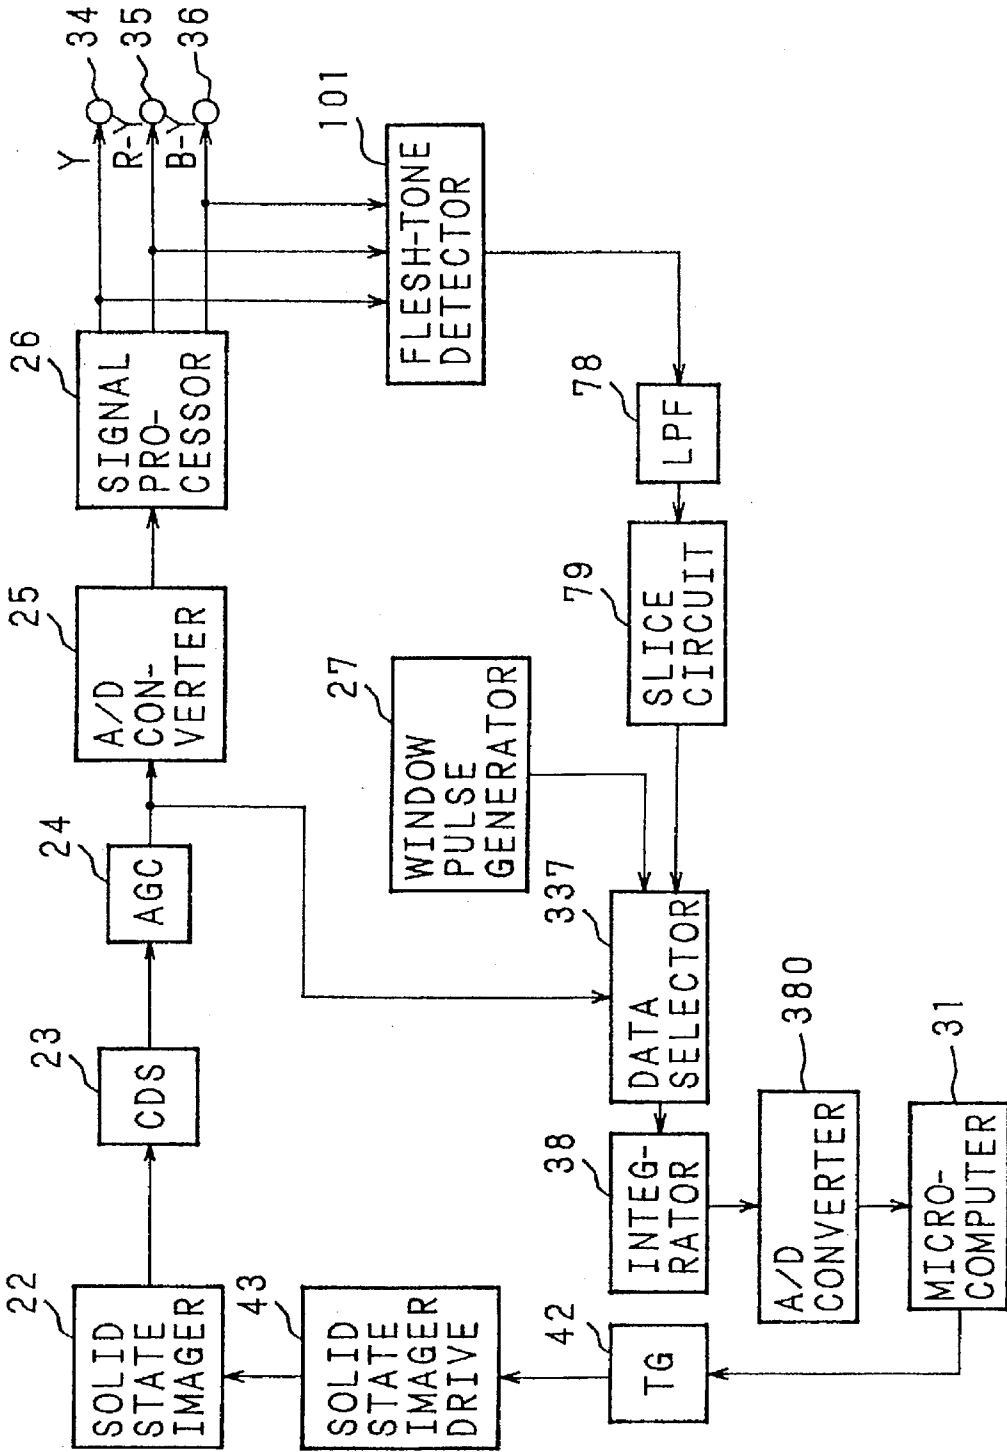 22
SOLID
STATE
IMAGER
23
CDS
24
AGC
25
A/D
CON-
VERTER
26
SIGNAL
PRO-
CESSOR
Y
34
R-Y
35
B-Y
36
101
FLESH-TONE
DETECTOR
43
SOLID
STATE
IMAGER
DRIVE
27
WINDOW
PULSE
GENERATOR
42
TG
38
INTEG-
RATOR
337
DATA
SELECTOR
79
SLICE
CIRCUIT
78
LPF
380
A/D
CONVERTER
31
MICRO-
COMPUTER